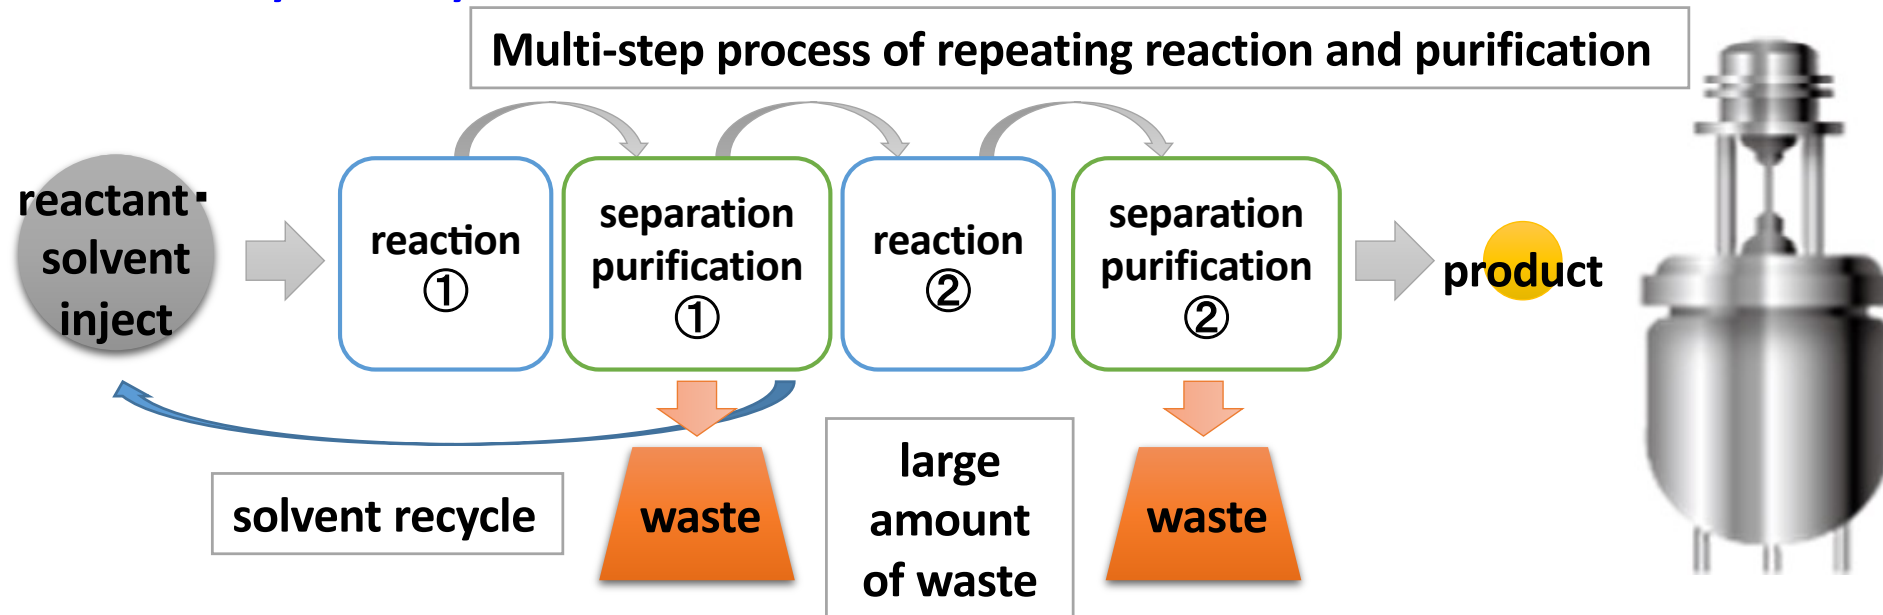 Multi-step process of repeating reaction and purification
reactant・
solvent
inject
reaction
①
separation
purification
①
reaction
②
separation
purification
②
product
solvent recycle
waste
large
amount
of waste
waste